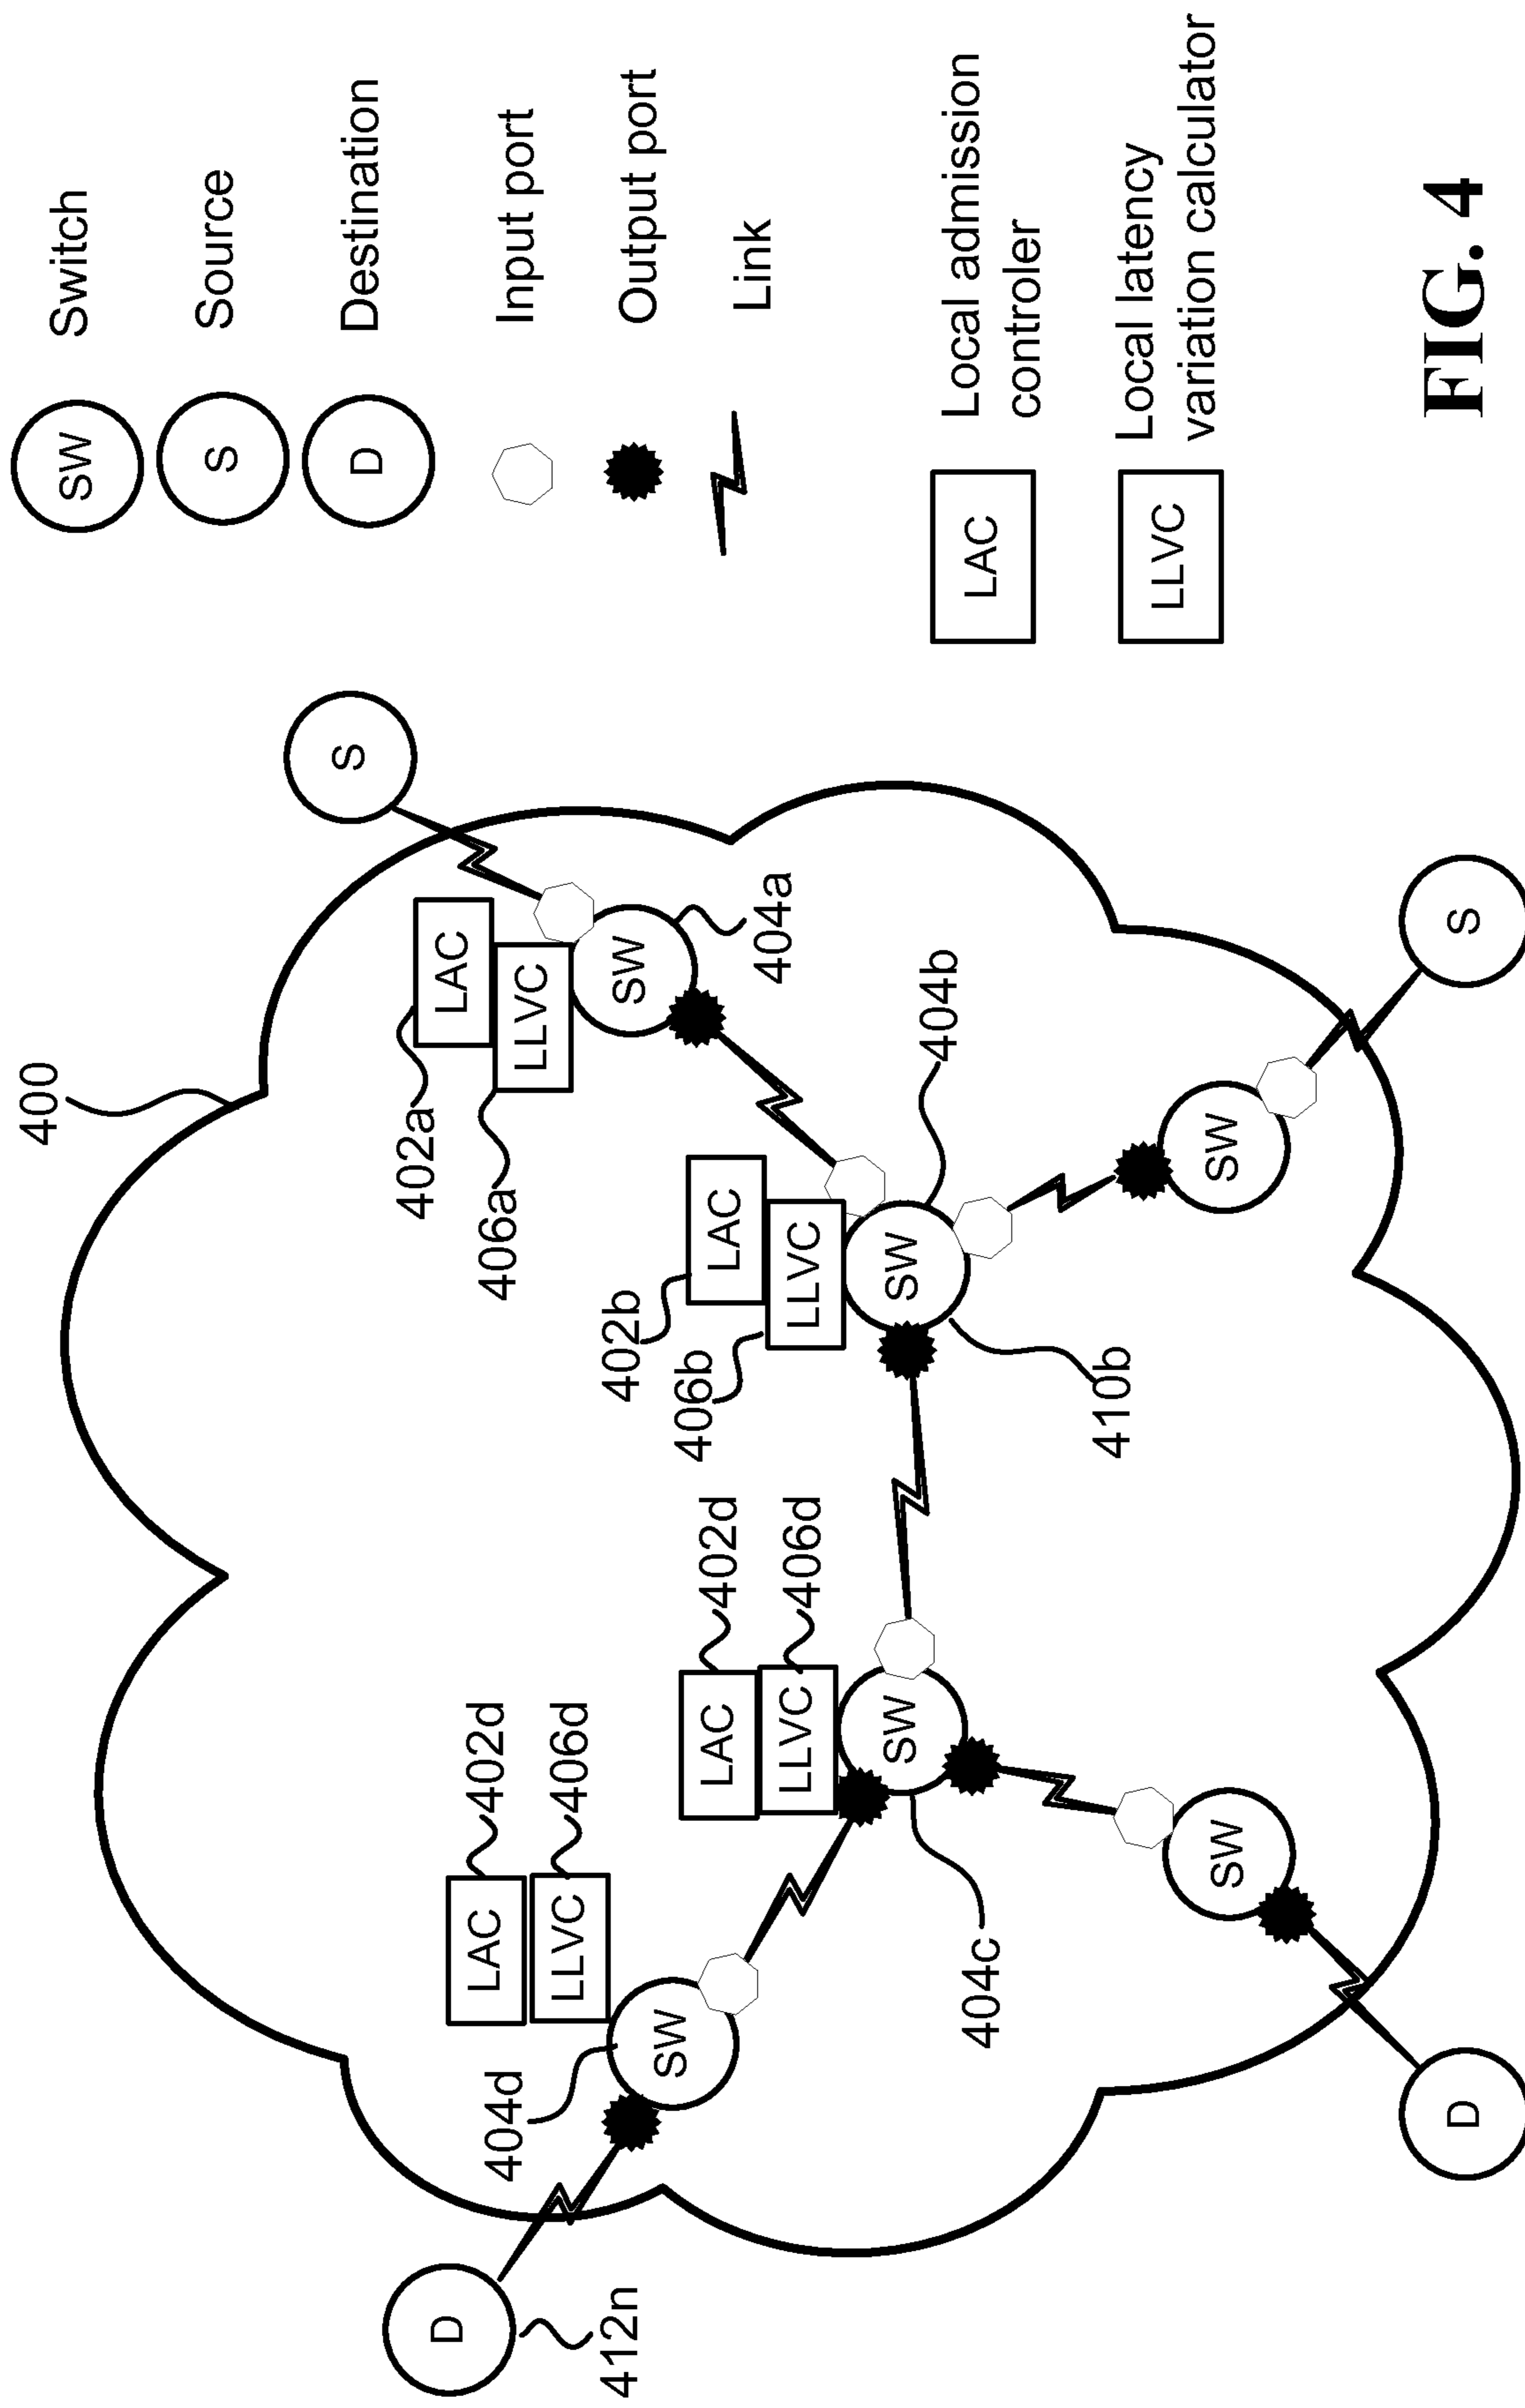 400
S
LAC
402a
LLVC
406a
SW
404a
LAC
402b
LLVC
406b
SW
404b
410b
SW
S
LAC
402d
LLVC
406d
SW
404c
LAC
402d
LLVC
406d
SW
404d
D
412n
SW
D
SW
Switch
S
Source
D
Destination
Input port
Output port
Link
LAC
Local admission
controler
LLVC
Local latency
variation calculator
FIG. 4